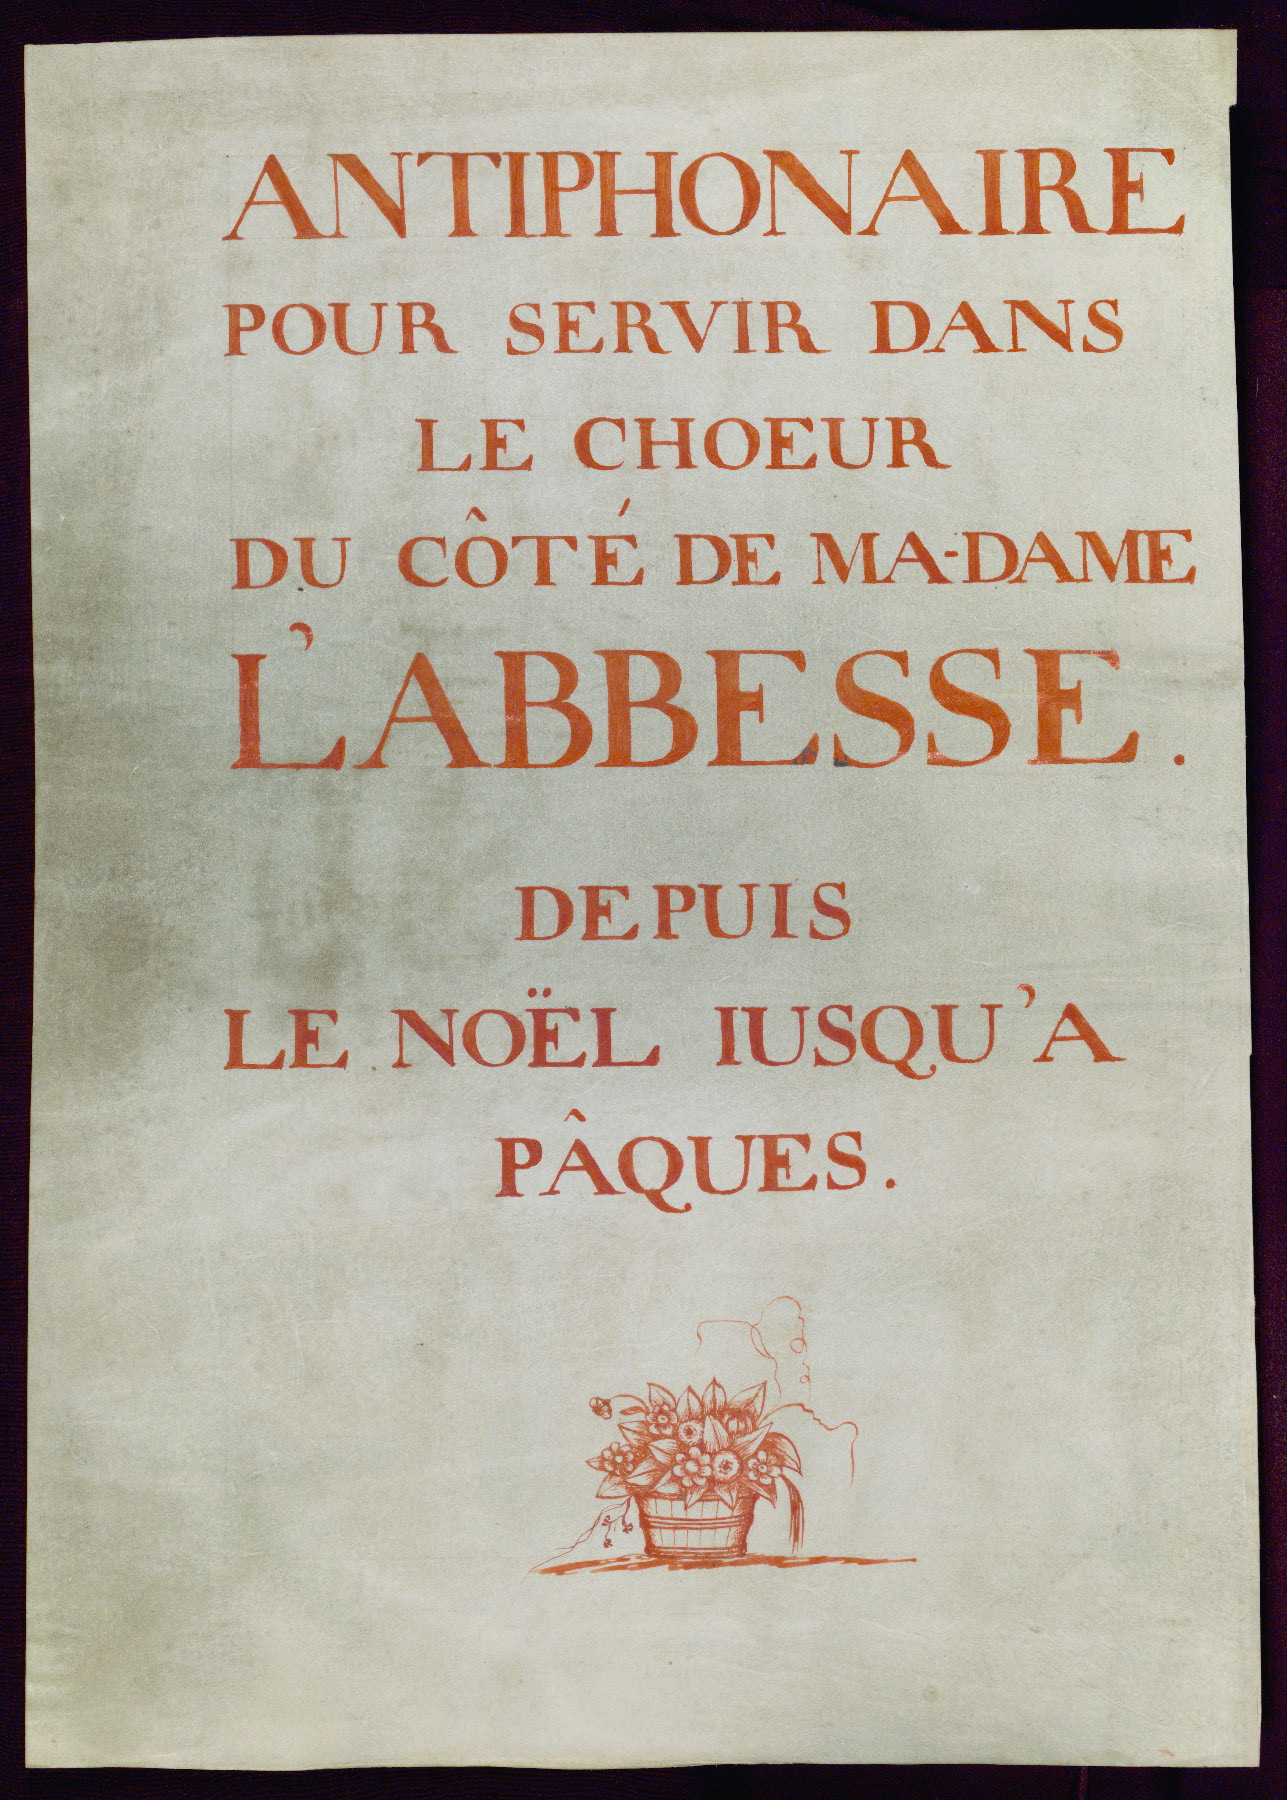 ANTIPHONAIRE
POUR SERVIR DANS
LE CHOEUR
DU CÔTÉ DE MA-DAME
L'ABBESSE.
DEPUIS
LE NOËL IUSQU'A
PÂQUES.